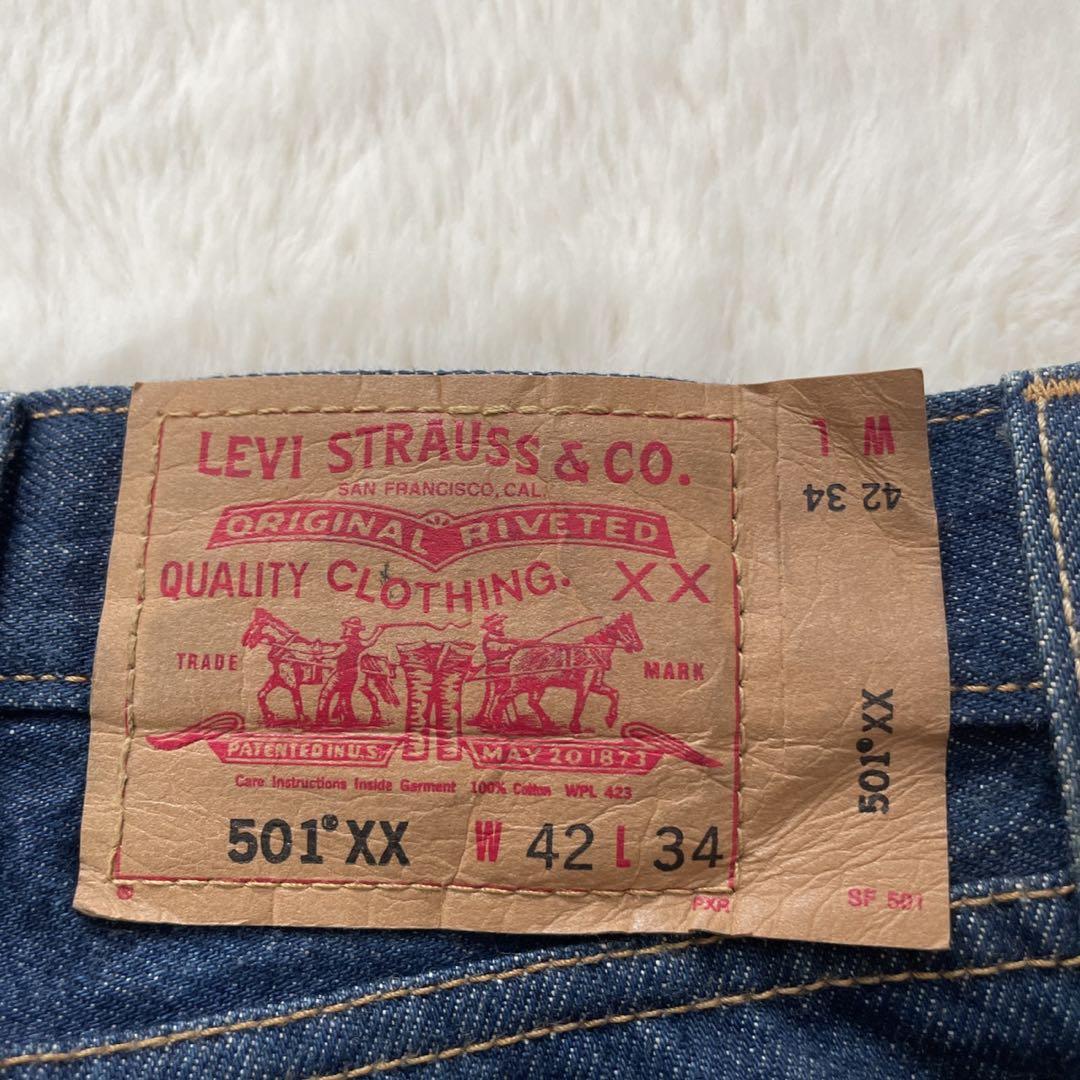 LEVI STRAUSS & CO.
SAN FRANCISCO, CAL.
ORIGINAL RIVETED
QUALITY CLOTHING. XX
TRADE MARK
PATENTED IN U.S. MAY 20 1873
Care Instructions Inside Garment 100% Cotton WPL 423
501® XX W 42 L 34
®
PXR
W L
42 34
501® XX
SF 501